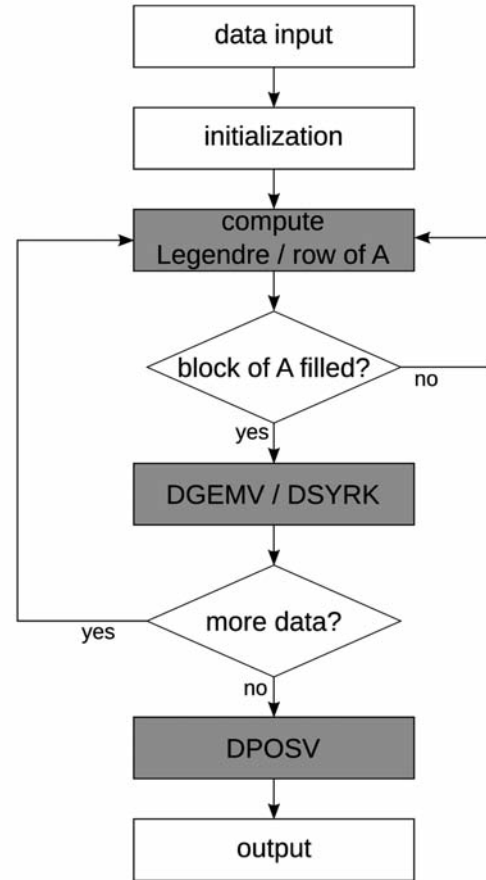 data input
initialization
compute
Legendre / row of A
block of A filled?
no
yes
DGEMV / DSYRK
more data?
yes
no
DPOSV
output